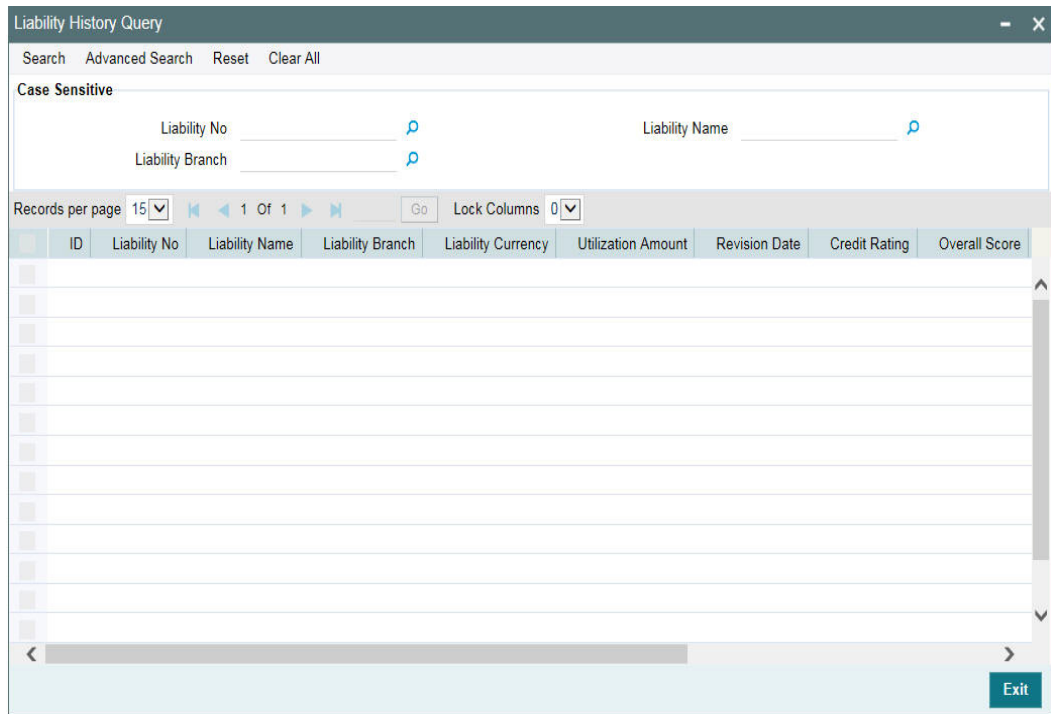 Liability History Query
Search Advanced Search Reset Clear All
Case Sensitive
Liability No Liability Name
Liability Branch
Records per page 15 1 Of 1 Go Lock Columns 0
ID Liability No Liability Name Liability Branch Liability Currency Utilization Amount Revision Date Credit Rating Overall Score
Exit